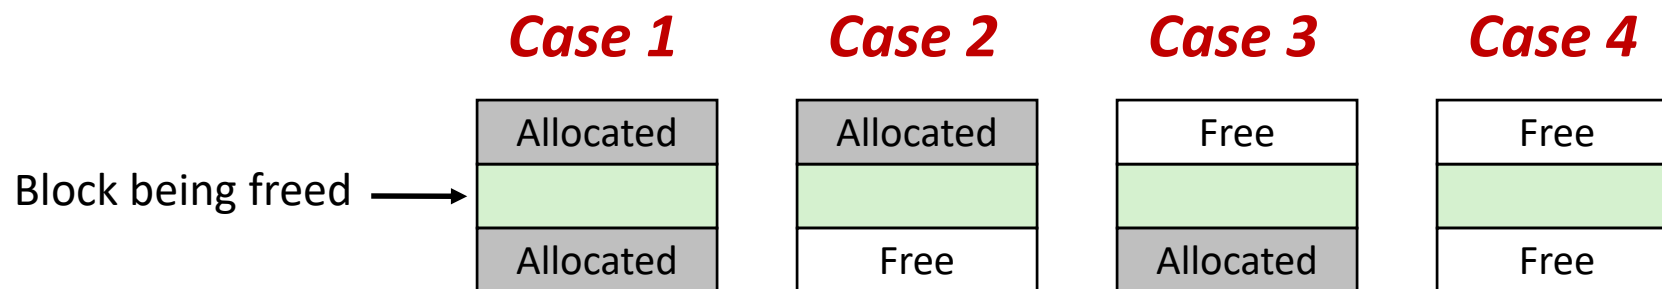 Case 1 Case 2 Case 3 Case 4
Allocated Allocated Free Free
Block being freed
Allocated Free Allocated Free